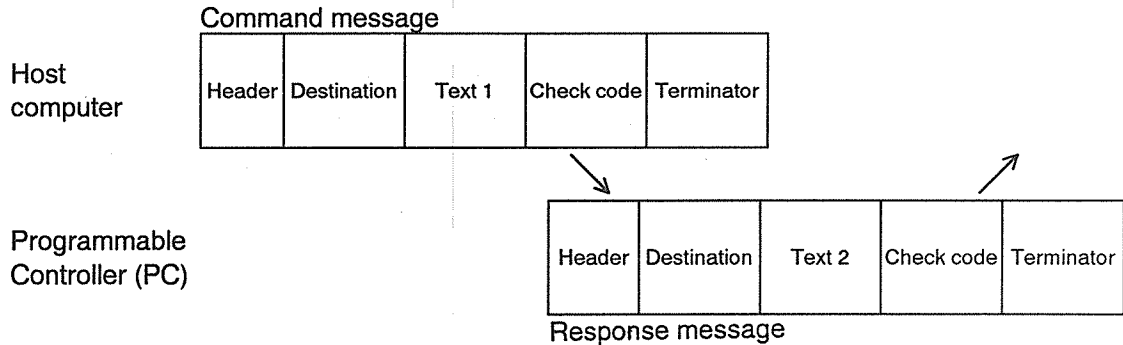 Command message
Host
computer
Header Destination Text 1 Check code Terminator
Programmable
Controller (PC)
Header Destination Text 2 Check code Terminator
Response message